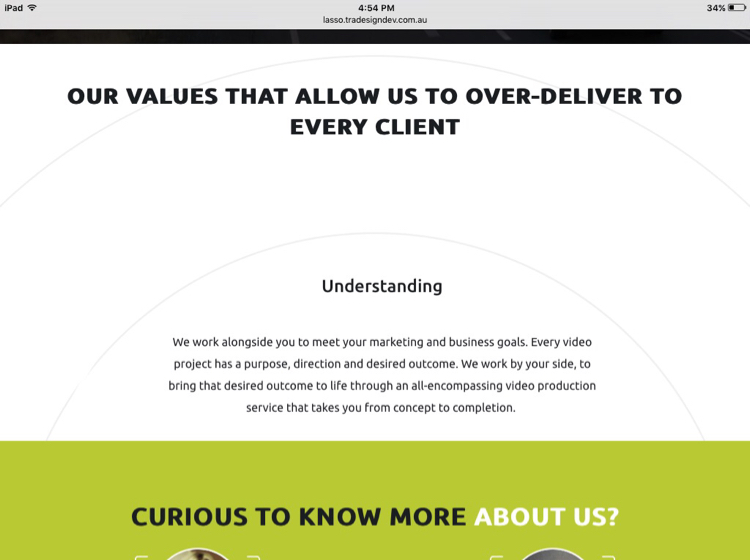 iPad 4:54 PM 34%
lasso.tradesigndev.com.au
OUR VALUES THAT ALLOW US TO OVER-DELIVER TO
EVERY CLIENT
Understanding
We work alongside you to meet your marketing and business goals. Every video
project has a purpose, direction and desired outcome. We work by your side, to
bring that desired outcome to life through an all-encompassing video production
service that takes you from concept to completion.
CURIOUS TO KNOW MORE ABOUT US?